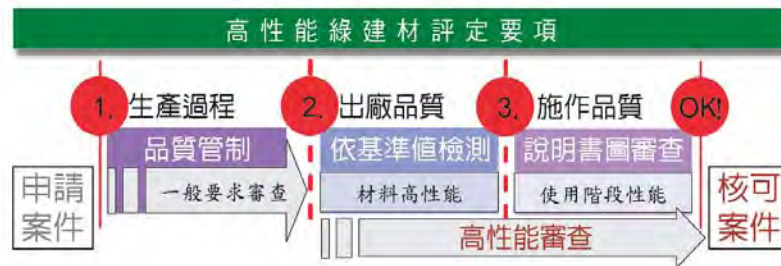 高性能綠建材評定要項
1. 生產過程
2. 出廠品質
3. 施作品質
OK!
品質管制
依基準值檢測
說明書圖審查
申請
案件
一般要求審查
材料高性能
使用階段性能
核可
案件
高性能審查